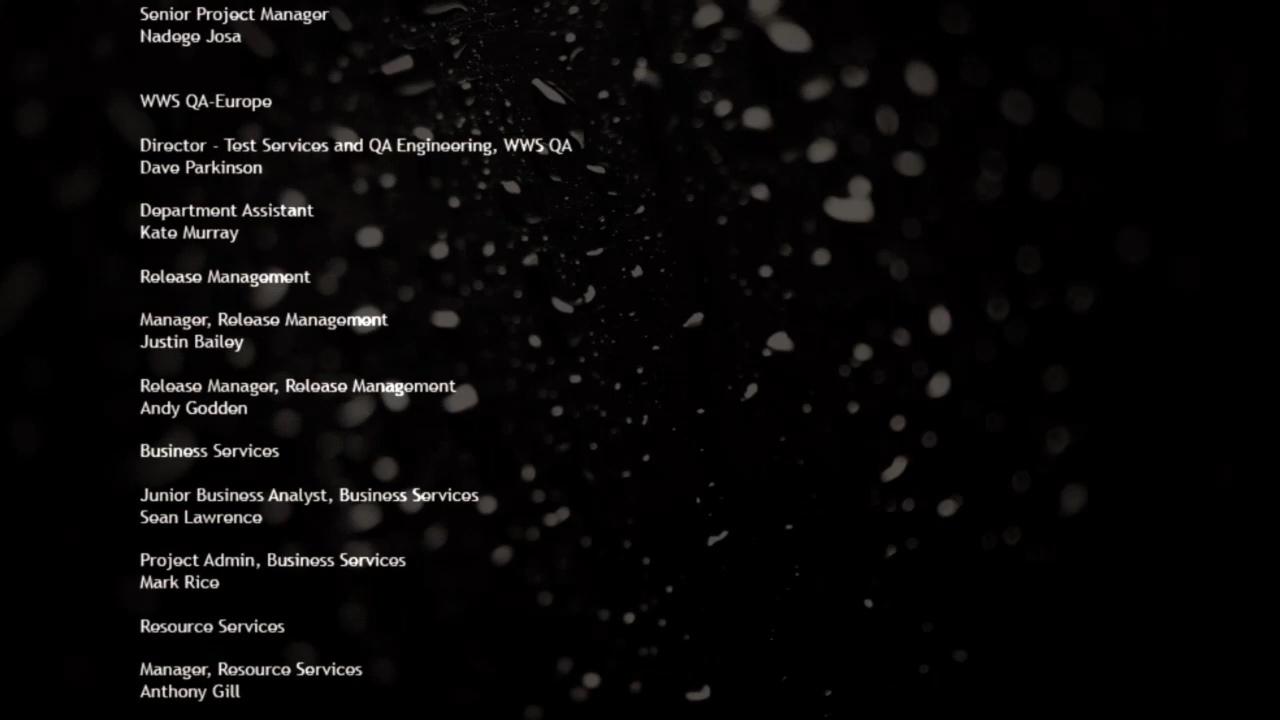 Senior Project Manager
Nadege Josa
WWS QA-Europe
Director - Test Services and QA Engineering, WWS QA
Dave Parkinson
Department Assistant
Kate Murray
Release Management
Manager, Release Management
Justin Bailey
Release Manager, Release Management
Andy Godden
Business Services
Junior Business Analyst, Business Services
Sean Lawrence
Project Admin, Business Services
Mark Rice
Resource Services
Manager, Resource Services
Anthony Gill